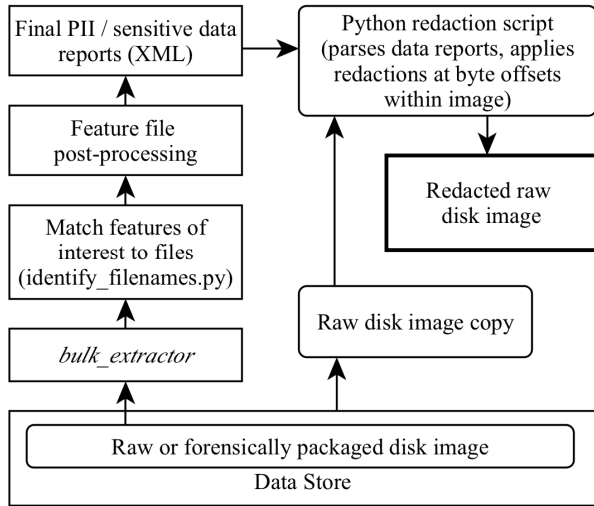 Final PII / sensitive data
reports (XML)
Python redaction script
(parses data reports, applies
redactions at byte offsets
within image)
Feature file
post-processing
Redacted raw
disk image
Match features of
interest to files
(identify_filenames.py)
Raw disk image copy
bulk_extractor
Raw or forensically packaged disk image
Data Store